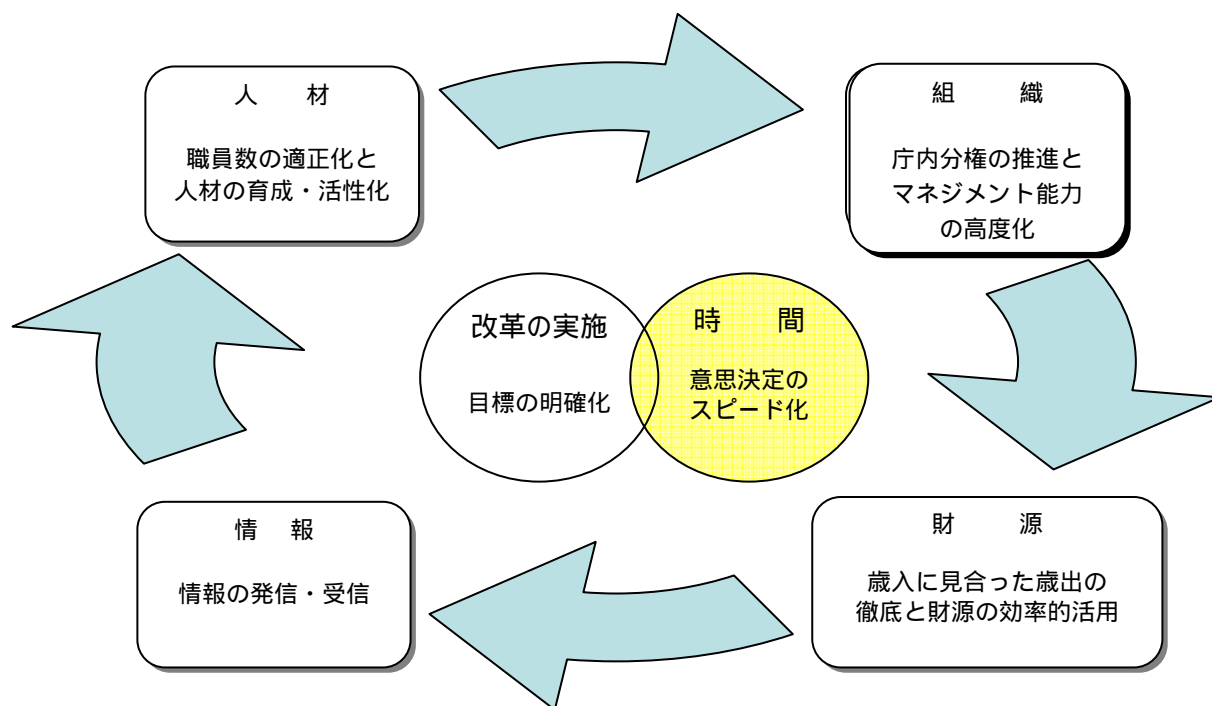 人　　材
職員数の適正化と
人材の育成・活性化
組　　織
庁内分権の推進と
マネジメント能力
の高度化
改革の実施
目標の明確化
時　　間
意思決定の
スピード化
情　報
情報の発信・受信
財　　源
歳入に見合った歳出の
徹底と財源の効率的活用